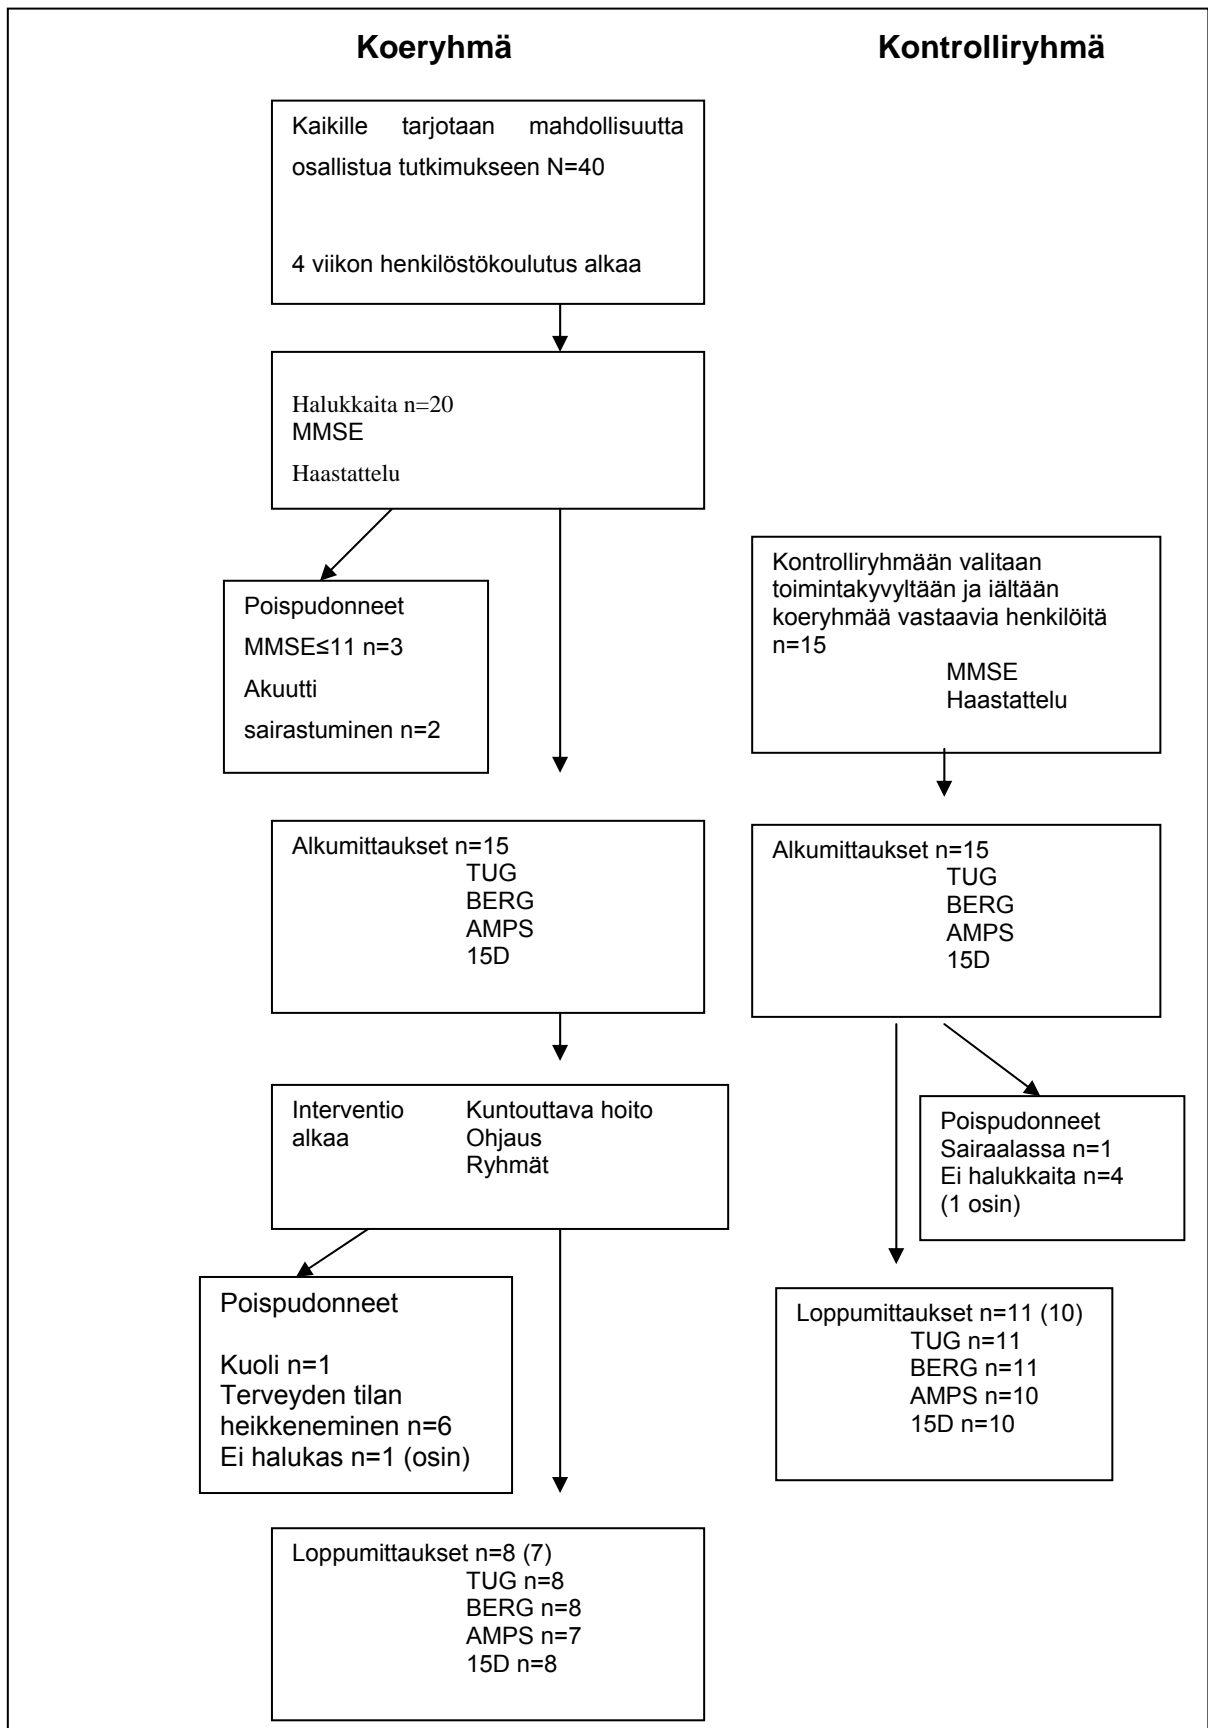 Koeryhmä
Kontrolliryhmä
Kaikille tarjotaan mahdollisuutta
osallistua tutkimukseen N=40
4 viikon henkilöstökoulutus alkaa
Halukkaita n=20
MMSE
Haastattelu
Poispudonneet
MMSE≤11 n=3
Akuutti
sairastuminen n=2
Kontrolliryhmään valitaan
toimintakyvyltään ja iältään
koeryhmää vastaavia henkilöitä
n=15
MMSE
Haastattelu
Alkumittaukset n=15
TUG
BERG
AMPS
15D
Alkumittaukset n=15
TUG
BERG
AMPS
15D
Interventio Kuntouttava hoito
alkaa Ohjaus
Ryhmät
Poispudonneet
Sairaalassa n=1
Ei halukkaita n=4
(1 osin)
Poispudonneet
Kuoli n=1
Terveyden tilan
heikkeneminen n=6
Ei halukas n=1 (osin)
Loppumittaukset n=11 (10)
TUG n=11
BERG n=11
AMPS n=10
15D n=10
Loppumittaukset n=8 (7)
TUG n=8
BERG n=8
AMPS n=7
15D n=8